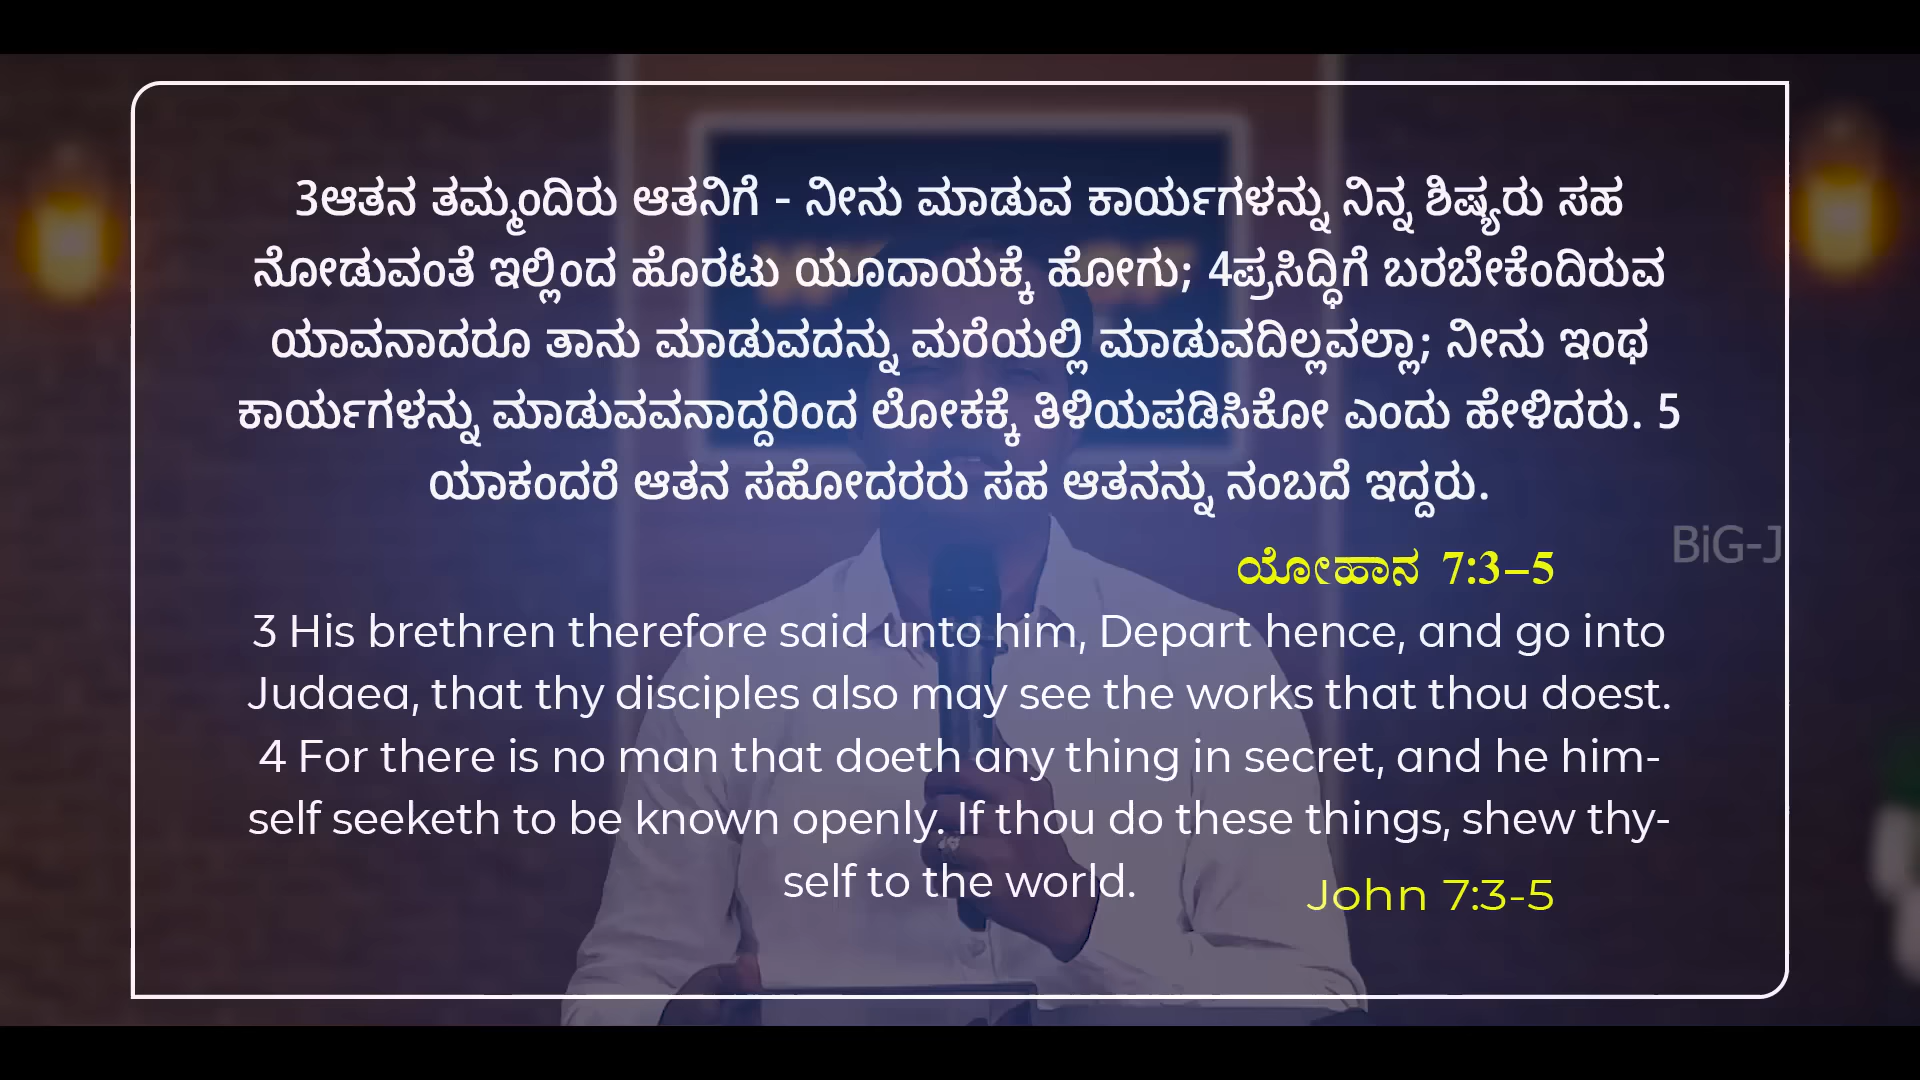 3ಆತನ ತಮ್ಮಂದಿರು ಆತನಿಗೆ - ನೀನು ಮಾಡುವ ಕಾರ್ಯಗಳನ್ನು ನಿನ್ನ ಶಿಷ್ಯರು ಸಹ
ನೋಡುವಂತೆ ಇಲ್ಲಿಂದ ಹೊರಟು ಯೂದಾಯಕ್ಕೆ ಹೋಗು; 4ಪ್ರಸಿದ್ಧಿಗೆ ಬರಬೇಕೆಂದಿರುವ
ಯಾವನಾದರೂ ತಾನು ಮಾಡುವದನ್ನು ಮರೆಯಲ್ಲಿ ಮಾಡುವದಿಲ್ಲವಲ್ಲಾ; ನೀನು ಇಂಥ
ಕಾರ್ಯಗಳನ್ನು ಮಾಡುವವನಾದ್ದರಿಂದ ಲೋಕಕ್ಕೆ ತಿಳಿಯಪಡಿಸಿಕೋ ಎಂದು ಹೇಳಿದರು. 5
ಯಾಕಂದರೆ ಆತನ ಸಹೋದರರು ಸಹ ಆತನನ್ನು ನಂಬದೆ ಇದ್ದರು.
BiG-J
ಯೋಹಾನ 7:3–5
3 His brethren therefore said unto him, Depart hence, and go into
Judaea, that thy disciples also may see the works that thou doest.
4 For there is no man that doeth any thing in secret, and he him-
self seeketh to be known openly. If thou do these things, shew thy-
self to the world.
John 7:3-5